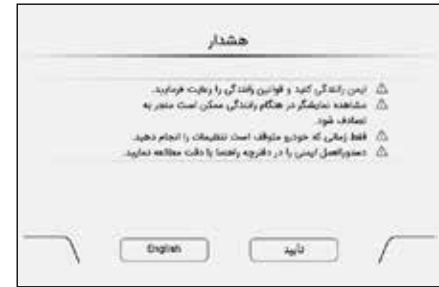 هشدار
ایمن رانندگی کنید و قوانین رانندگی را رعایت فرمایید.
مشاهده نمایشگر در هنگام رانندگی ممکن است منجر به
تصادف شود.
فقط زمانی که خودرو متوقف است تنظیمات را انجام دهید.
دستورالعمل ایمنی را در دفترچه راهنما با دقت مطالعه نمایید.
تایید
English